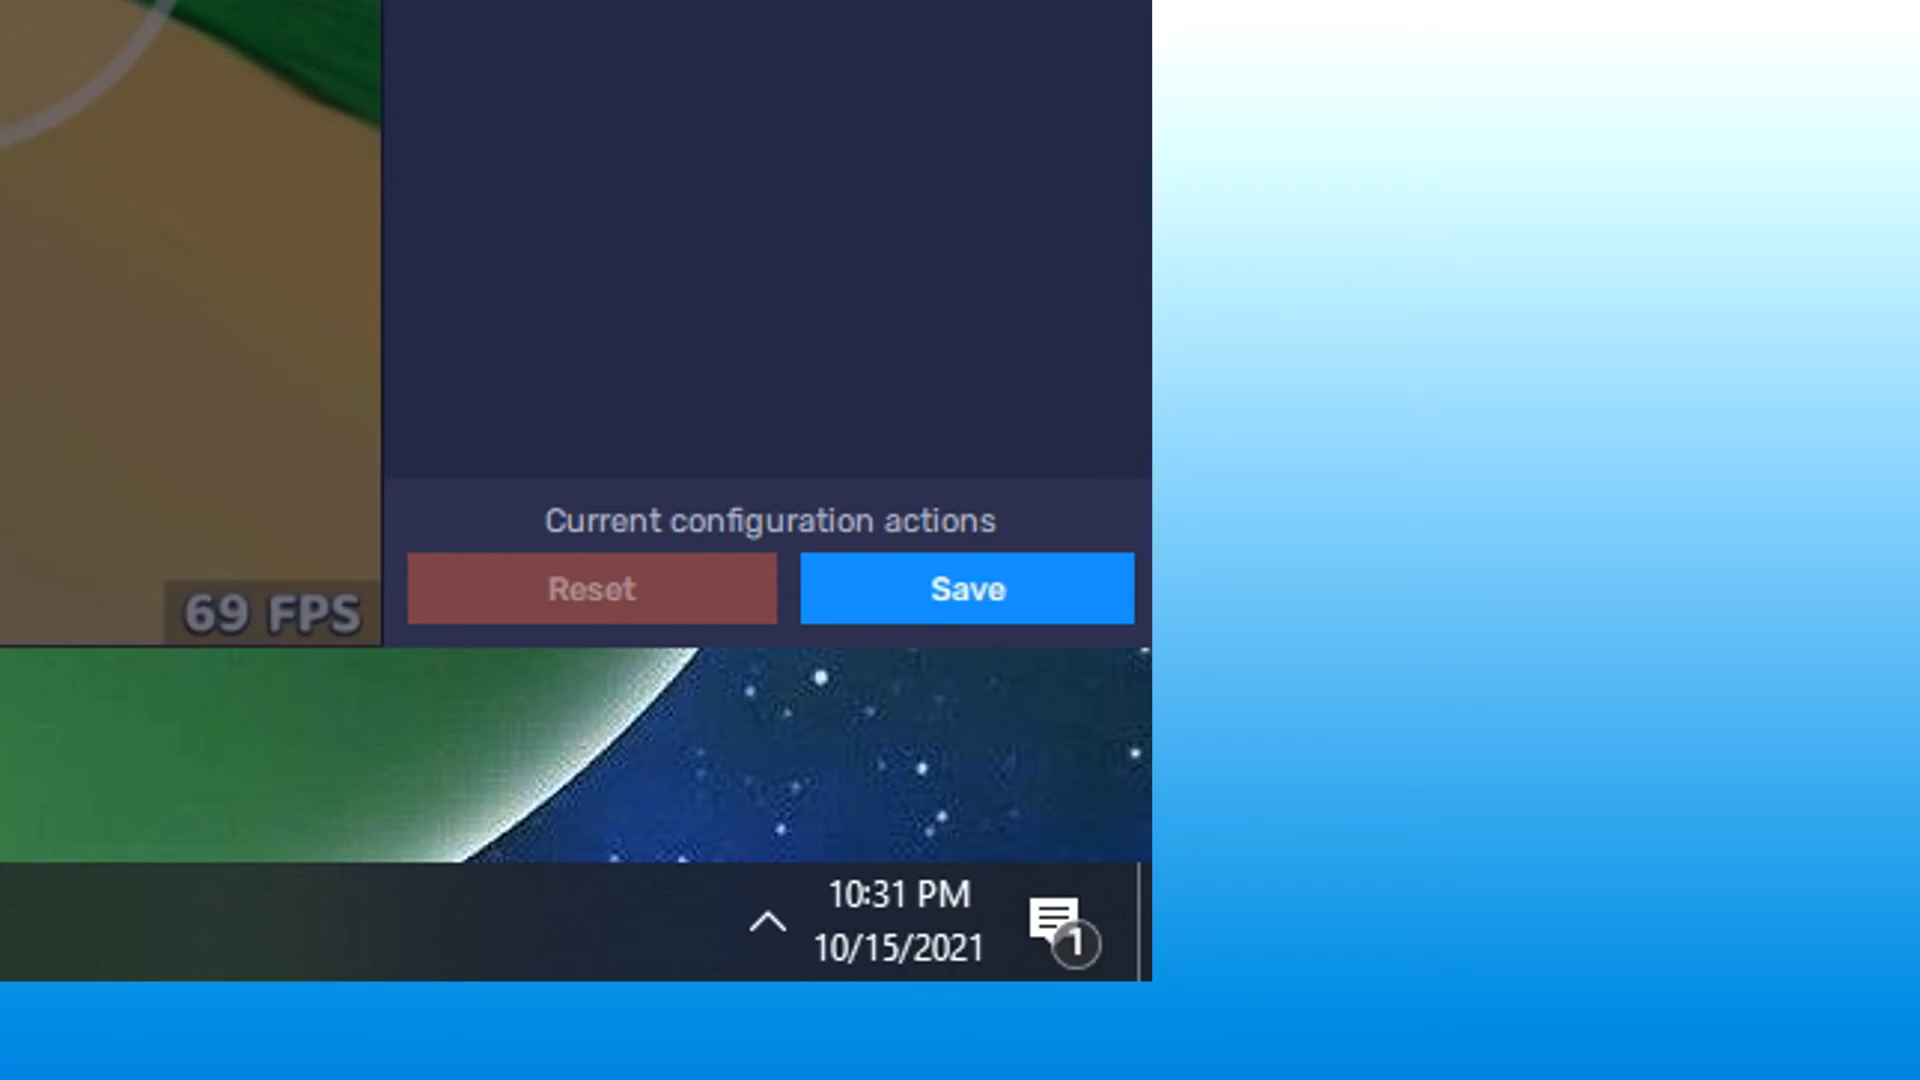 Current configuration actions
Reset
Save
69 FPS
10:31 PM
10/15/2021
1